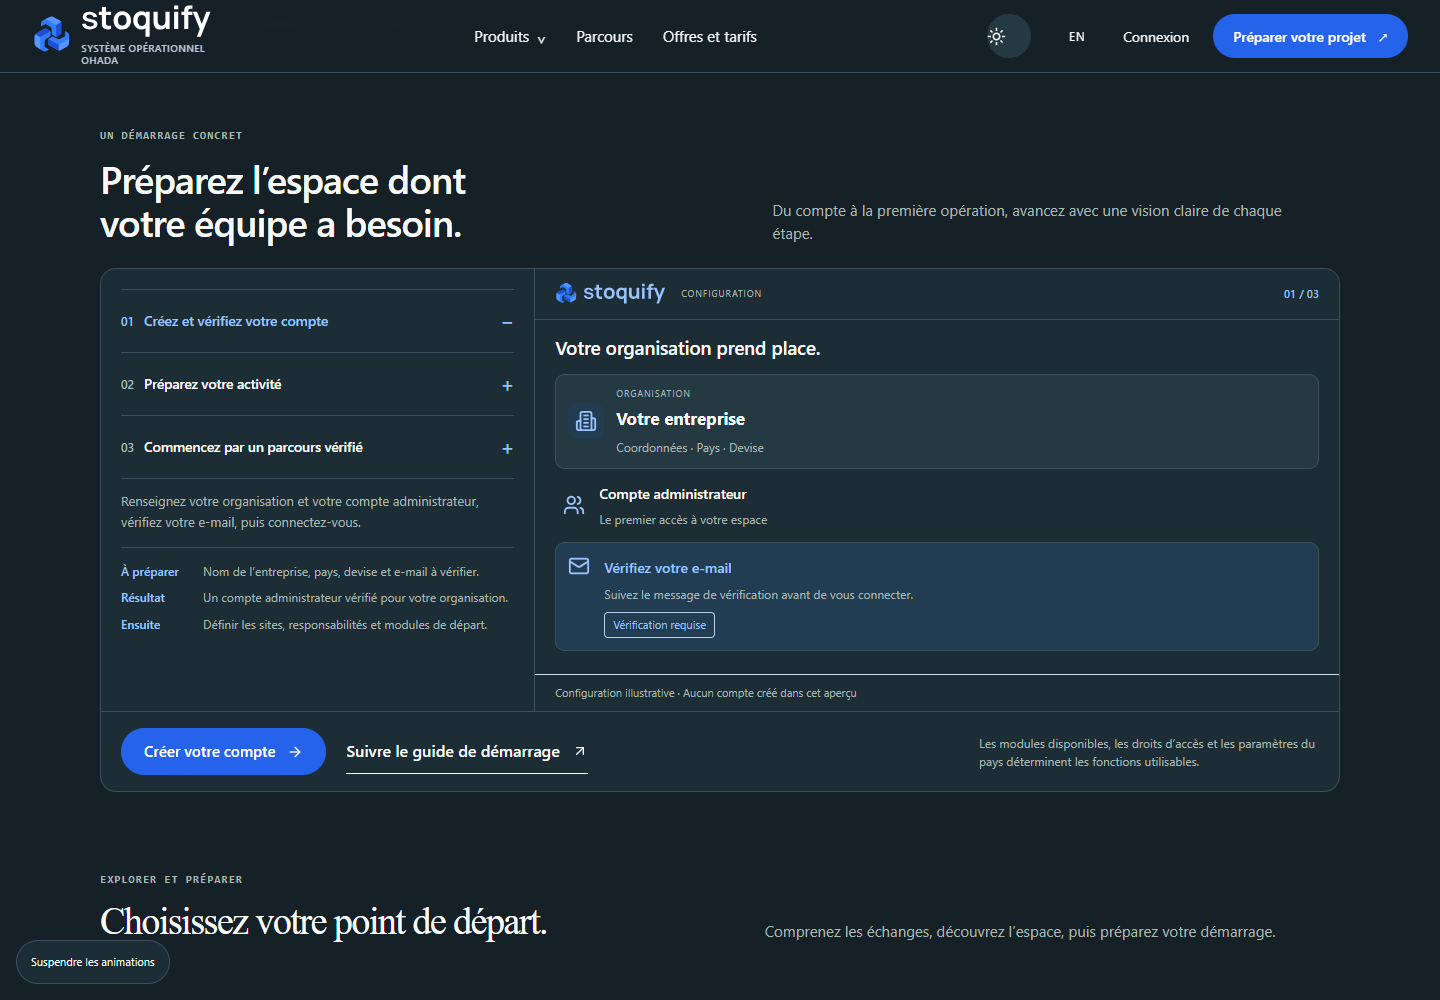 stoquify
SYSTÈME OPÉRATIONNEL
OHADA
Produits
Parcours
Offres et tarifs
EN
Connexion
Préparer votre projet ↗
UN DÉMARRAGE CONCRET
Préparez l’espace dont
votre équipe a besoin.
Du compte à la première opération, avancez avec une vision claire de chaque
étape.
01 Créez et vérifiez votre compte −
02 Préparez votre activité +
03 Commencez par un parcours vérifié +
Renseignez votre organisation et votre compte administrateur,
vérifiez votre e-mail, puis connectez-vous.
À préparer Nom de l’entreprise, pays, devise et e-mail à vérifier.
Résultat Un compte administrateur vérifié pour votre organisation.
Ensuite Définir les sites, responsabilités et modules de départ.
stoquify CONFIGURATION 01 / 03
Votre organisation prend place.
ORGANISATION
Votre entreprise
Coordonnées · Pays · Devise
Compte administrateur
Le premier accès à votre espace
Vérifiez votre e-mail
Suivez le message de vérification avant de vous connecter.
Vérification requise
Configuration illustrative · Aucun compte créé dans cet aperçu
Créer votre compte →
Suivre le guide de démarrage ↗
Les modules disponibles, les droits d’accès et les paramètres du
pays déterminent les fonctions utilisables.
EXPLORER ET PRÉPARER
Choisissez votre point de départ.
Comprenez les échanges, découvrez l’espace, puis préparez votre démarrage.
Suspendre les animations